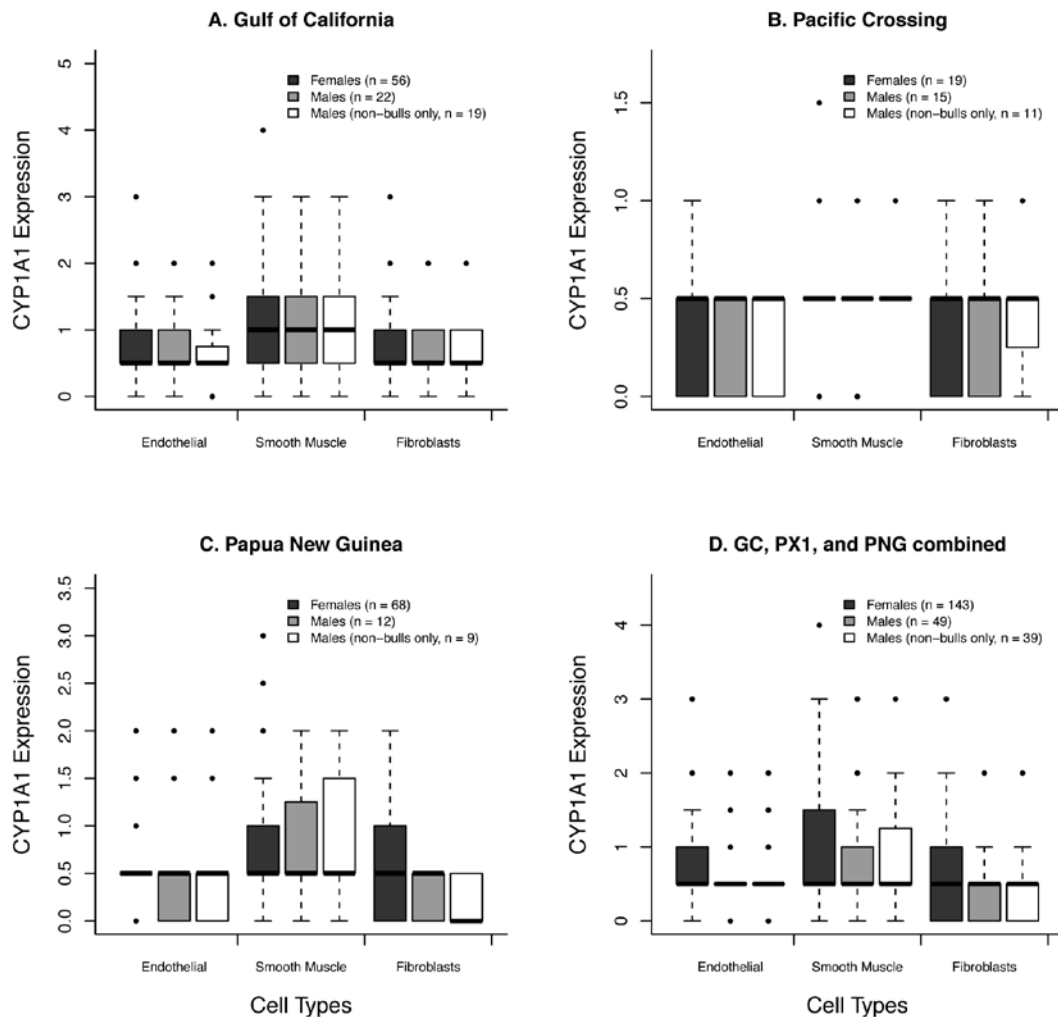 A. Gulf of California
CYP1A1 Expression
5
4
3
2
1
0
Females (n = 56)
Males (n = 22)
Males (non−bulls only, n = 19)
Endothelial
Smooth Muscle
Fibroblasts
B. Pacific Crossing
CYP1A1 Expression
1.5
1.0
0.5
0.0
Females (n = 19)
Males (n = 15)
Males (non−bulls only, n = 11)
Endothelial
Smooth Muscle
Fibroblasts
C. Papua New Guinea
CYP1A1 Expression
3.5
3.0
2.5
2.0
1.5
1.0
0.5
0.0
Females (n = 68)
Males (n = 12)
Males (non−bulls only, n = 9)
Endothelial
Smooth Muscle
Fibroblasts
Cell Types
D. GC, PX1, and PNG combined
CYP1A1 Expression
4
3
2
1
0
Females (n = 143)
Males (n = 49)
Males (non−bulls only, n = 39)
Endothelial
Smooth Muscle
Fibroblasts
Cell Types